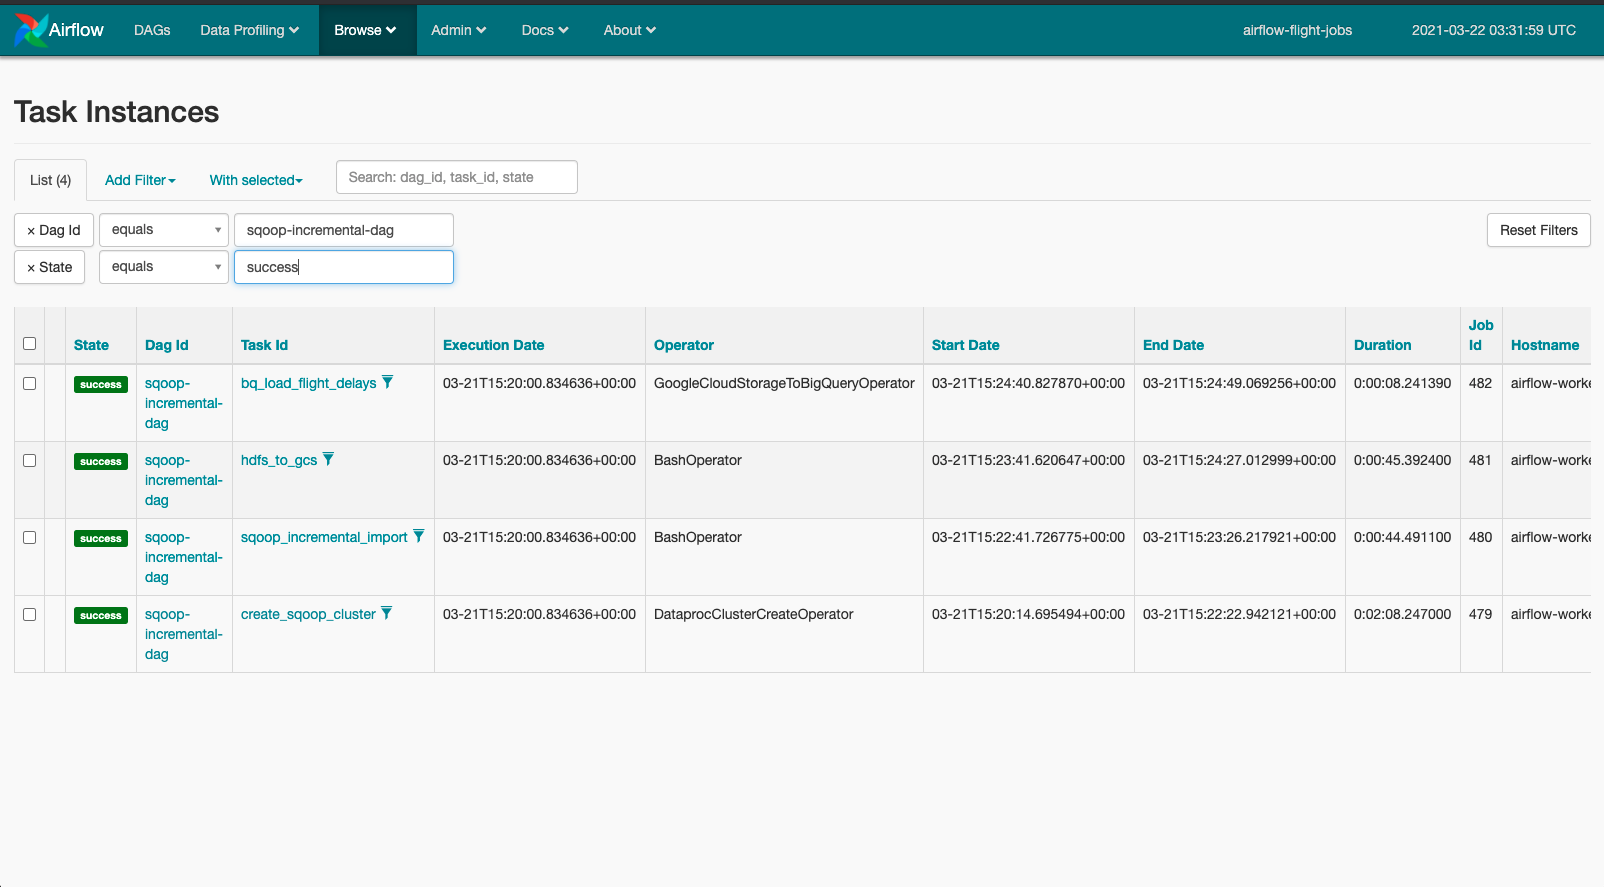 Airflow DAGs Data Profiling Browse Admin Docs About airflow-flight-jobs 2021-03-22 03:31:59 UTC
Task Instances
List (4) Add Filter With selected Search: dag_id, task_id, state
× Dag Id equals sqoop-incremental-dag Reset Filters
× State equals success
State Dag Id Task Id Execution Date Operator Start Date End Date Duration Job Id Hostname
success sqoop-incremental-dag bq_load_flight_delays 03-21T15:20:00.834636+00:00 GoogleCloudStorageToBigQueryOperator 03-21T15:24:40.827870+00:00 03-21T15:24:49.069256+00:00 0:00:08.241390 482 airflow-worke
success sqoop-incremental-dag hdfs_to_gcs 03-21T15:20:00.834636+00:00 BashOperator 03-21T15:23:41.620647+00:00 03-21T15:24:27.012999+00:00 0:00:45.392400 481 airflow-worke
success sqoop-incremental-dag sqoop_incremental_import 03-21T15:20:00.834636+00:00 BashOperator 03-21T15:22:41.726775+00:00 03-21T15:23:26.217921+00:00 0:00:44.491100 480 airflow-worke
success sqoop-incremental-dag create_sqoop_cluster 03-21T15:20:00.834636+00:00 DataprocClusterCreateOperator 03-21T15:20:14.695494+00:00 03-21T15:22:22.942121+00:00 0:02:08.247000 479 airflow-worke